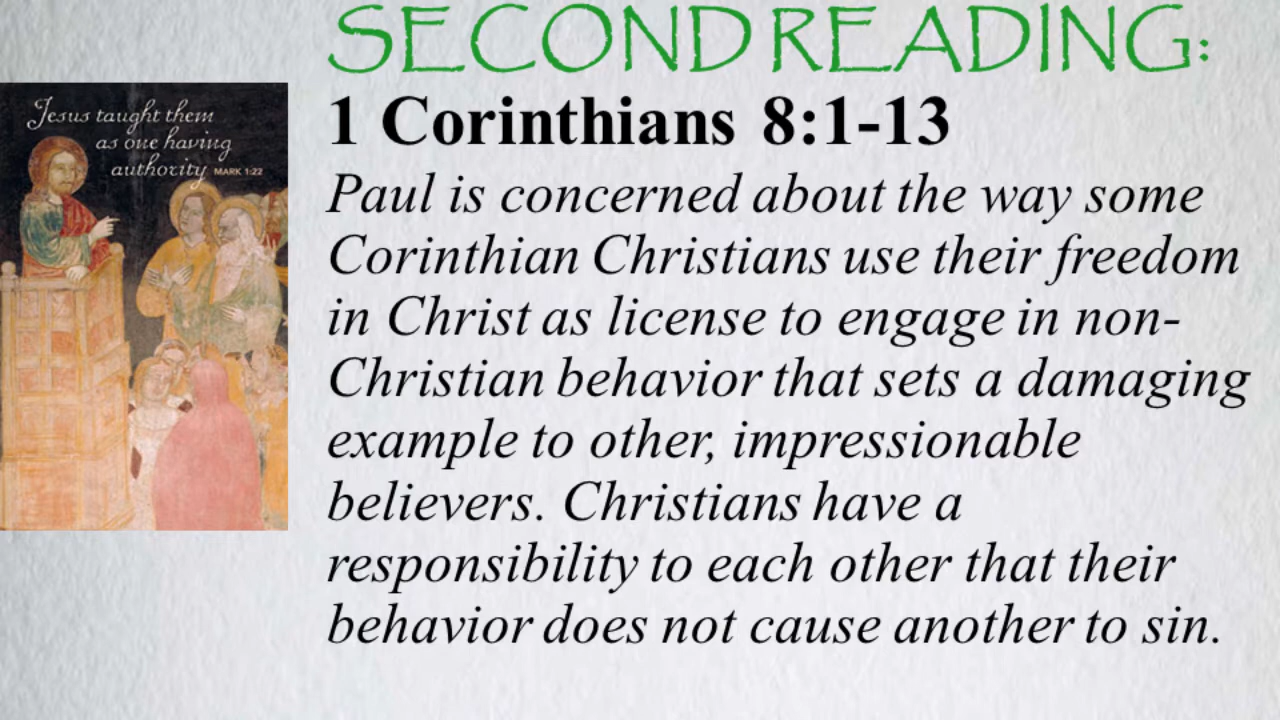 SECOND READING:
Jesus taught them
as one having
authority MARK 1:22
1 Corinthians 8:1-13
Paul is concerned about the way some
Corinthian Christians use their freedom
in Christ as license to engage in non-
Christian behavior that sets a damaging
example to other, impressionable
believers. Christians have a
responsibility to each other that their
behavior does not cause another to sin.